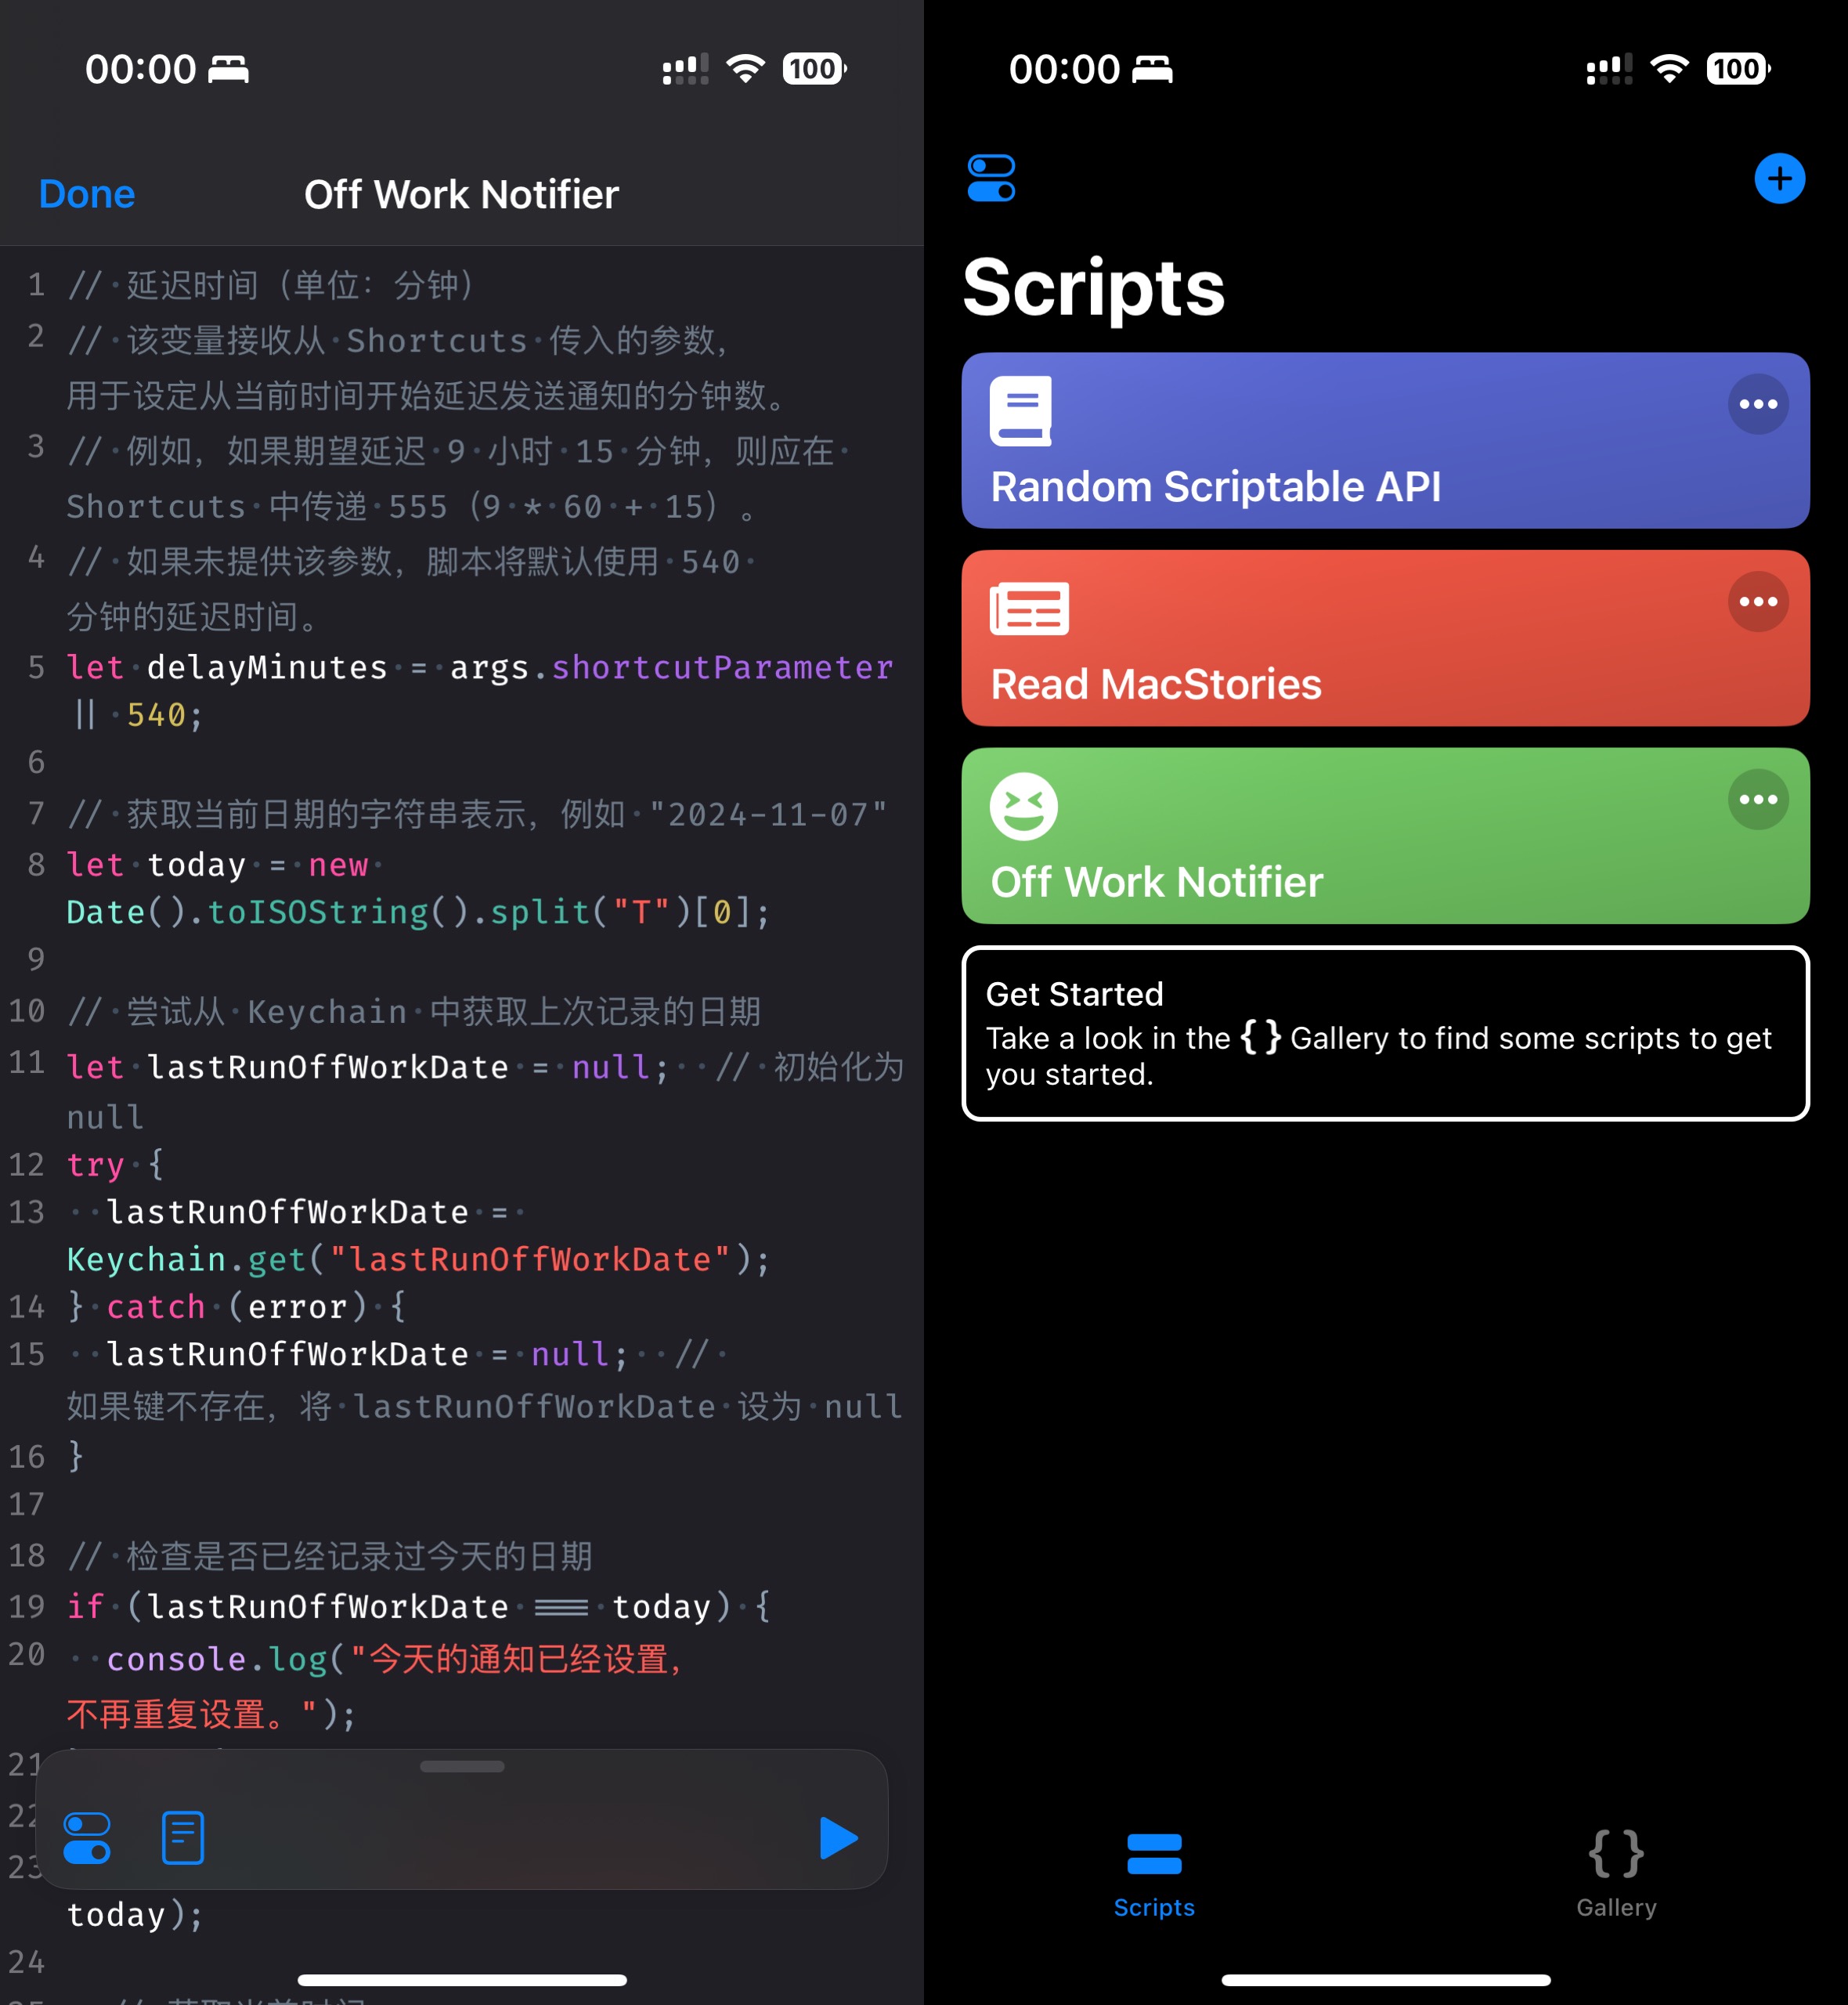 00:00
100
Done
Off Work Notifier
1 // 延迟时间（单位：分钟）
2 // 该变量接收从 Shortcuts 传入的参数，
用于设定从当前时间开始延迟发送通知的分钟数。
3 // 例如，如果期望延迟 9 小时 15 分钟，则应在
Shortcuts 中传递 555（9 * 60 + 15）。
4 // 如果未提供该参数，脚本将默认使用 540
分钟的延迟时间。
5 let delayMinutes = args.shortcutParameter
|| 540;
6
7 // 获取当前日期的字符串表示，例如 "2024-11-07"
8 let today = new
Date().toISOString().split("T")[0];
9
10 // 尝试从 Keychain 中获取上次记录的日期
11 let lastRunOffWorkDate = null;  // 初始化为
null
12 try {
13   lastRunOffWorkDate =
Keychain.get("lastRunOffWorkDate");
14 } catch (error) {
15   lastRunOffWorkDate = null;  //
如果键不存在，将 lastRunOffWorkDate 设为 null
16 }
17
18 // 检查是否已经记录过今天的日期
19 if (lastRunOffWorkDate === today) {
20   console.log("今天的通知已经设置，
不再重复设置。");
21
22
23
today);
24
00:00
100
Scripts
Random Scriptable API
Read MacStories
Off Work Notifier
Get Started
Take a look in the {} Gallery to find some scripts to get
you started.
Scripts
{}
Gallery